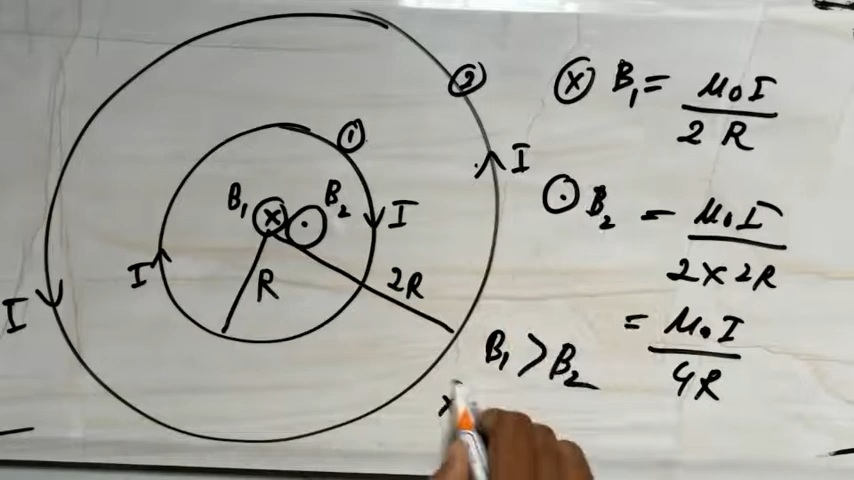 ②
①
I
B₁ ⊗ ⊙ B₂
I
I
I
R
2R
⊗ B₁ = μ₀I / 2R
⊙ B₂ = μ₀I / 2×2R
= μ₀I / 4R
B₁ > B₂